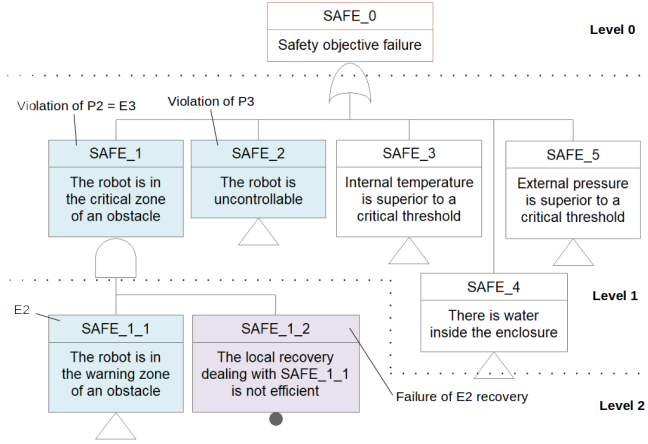 SAFE_0
Safety objective failure
Level 0
Violation of P2 = E3
Violation of P3
SAFE_1
The robot is in
the critical zone
of an obstacle
SAFE_2
The robot is
uncontrollable
SAFE_3
Internal temperature
is superior to a
critical threshold
SAFE_5
External pressure
is superior to a
critical threshold
SAFE_4
There is water
inside the enclosure
Level 1
E2
SAFE_1_1
The robot is in
the warning zone
of an obstacle
SAFE_1_2
The local recovery
dealing with SAFE_1_1
is not efficient
Failure of E2 recovery
Level 2